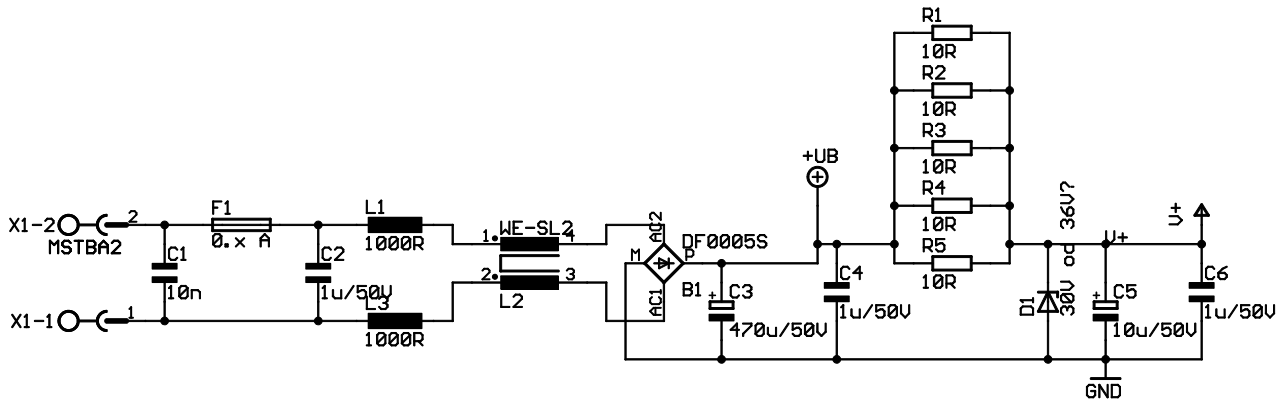 R1
10R
R2
10R
R3
10R
R4
10R
R5
10R
+UB
X1-2
2
MSTBA2
F1
0.x A
C1
10n
C2
1u/50V
L1
1000R
L3
1000R
X1-1
1
1
WE-SL2
4
2
3
L2
AC2
AC1
M
P
DF0005S
B1
+
C3
470u/50V
C4
1u/50V
D1
30V od 36V?
V+
+
C5
10u/50V
V+
C6
1u/50V
GND